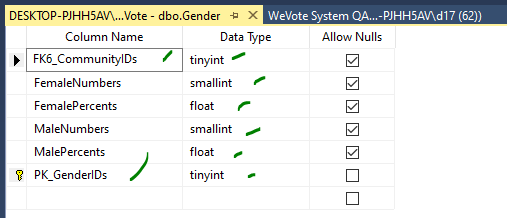 DESKTOP-PJHH5AV\...Vote - dbo.Gender
WeVote System QA...-PJHH5AV\d17 (62))
Column Name Data Type Allow Nulls
FK6_CommunityIDs tinyint
FemaleNumbers smallint
FemalePercents float
MaleNumbers smallint
MalePercents float
PK_GenderIDs tinyint